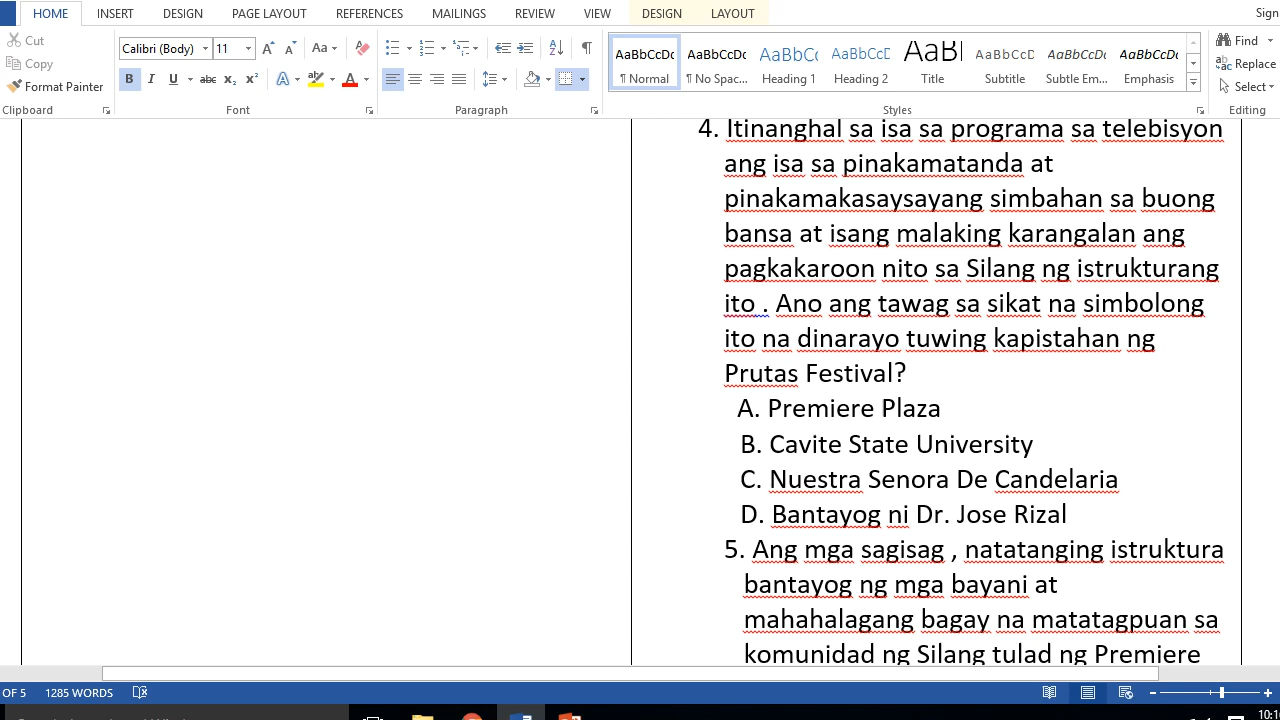 HOME INSERT DESIGN PAGE LAYOUT REFERENCES MAILINGS REVIEW VIEW DESIGN LAYOUT Sign
Cut
Copy
Format Painter
Clipboard
Calibri (Body) 11
Font
Paragraph
AaBbCcDc AaBbCcDc AaBbCc AaBbCcD AaBl AaBbCcD AaBbCcDc AaBbCcDc
¶ Normal ¶ No Spac... Heading 1 Heading 2 Title Subtitle Subtle Em... Emphasis
Styles
Find
Replace
Select
Editing
4. Itinanghal sa isa sa programa sa telebisyon
ang isa sa pinakamatanda at
pinakamakasaysayang simbahan sa buong
bansa at isang malaking karangalan ang
pagkakaroon nito sa Silang ng istrukturang
ito . Ano ang tawag sa sikat na simbolong
ito na dinarayo tuwing kapistahan ng
Prutas Festival?
A. Premiere Plaza
B. Cavite State University
C. Nuestra Senora De Candelaria
D. Bantayog ni Dr. Jose Rizal
5. Ang mga sagisag , natatanging istruktura
bantayog ng mga bayani at
mahahalagang bagay na matatagpuan sa
komunidad ng Silang tulad ng Premiere
OF 5 1285 WORDS